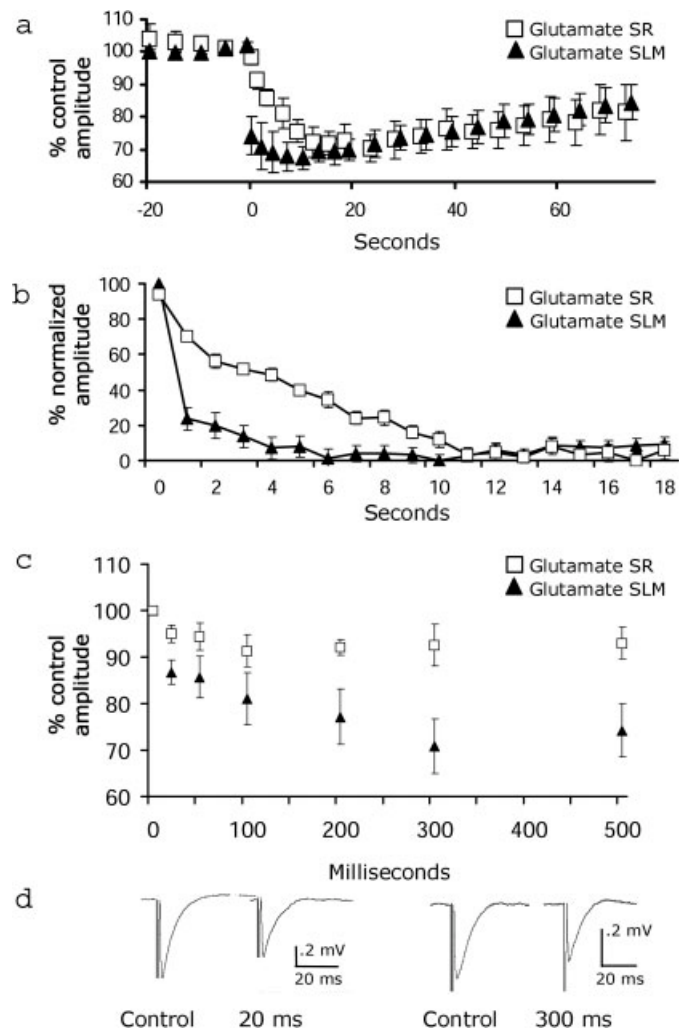 a
110
100
90
80
70
60
% control
amplitude
Glutamate SR
Glutamate SLM
-20 0 20 40 60
Seconds
b
100
80
60
40
20
0
% normalized
amplitude
Glutamate SR
Glutamate SLM
0 2 4 6 8 10 12 14 16 18
Seconds
c
110
100
90
80
70
60
% control
amplitude
Glutamate SR
Glutamate SLM
0 100 200 300 400 500
Milliseconds
d
.2 mV
20 ms
.2 mV
20 ms
Control 20 ms Control 300 ms